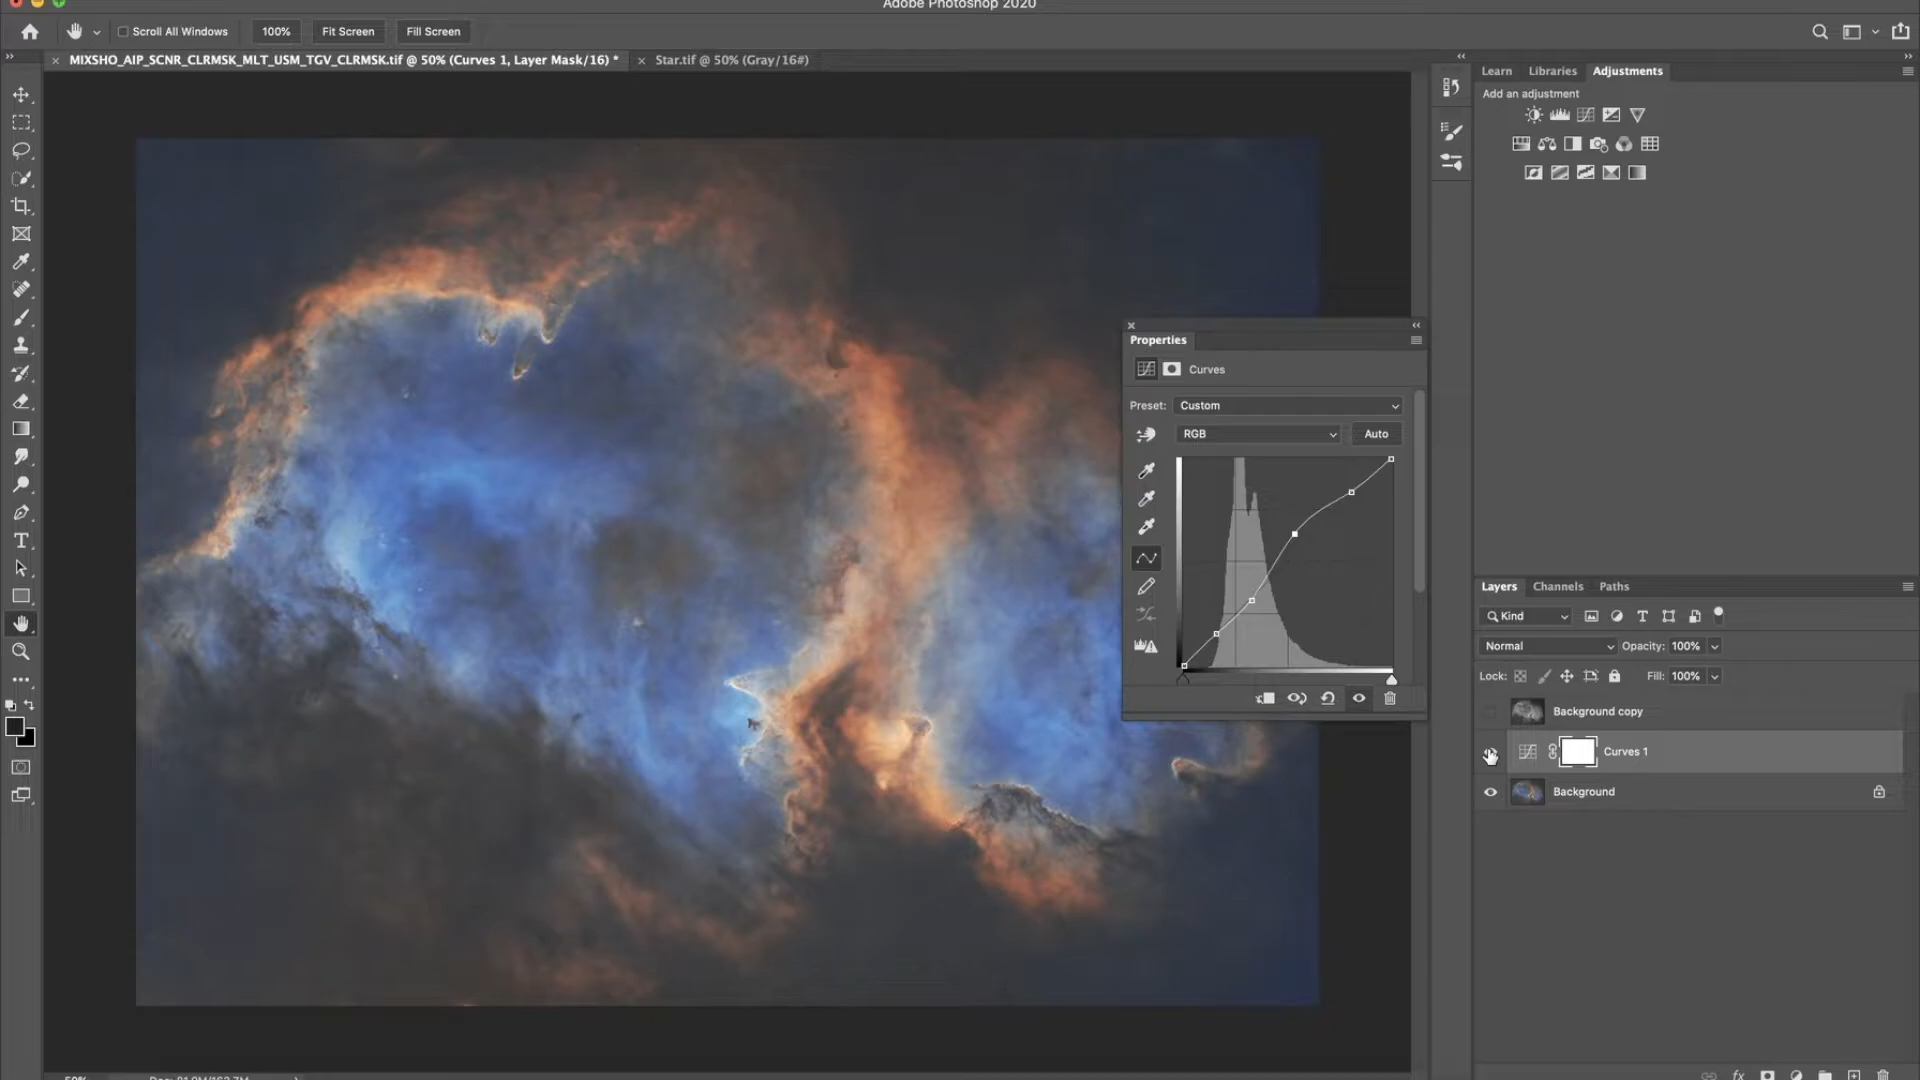 Adobe Photoshop 2020
Scroll All Windows 100% Fit Screen Fill Screen
MIXSHO_AIP_SCNR_CLRMSK_MLT_USM_TGV_CLRMSK.tif @ 50% (Curves 1, Layer Mask/16) *
Star.tif @ 50% (Gray/16#)
Learn Libraries Adjustments
Add an adjustment
Properties
Curves
Preset: Custom
RGB Auto
Layers Channels Paths
Kind
Normal Opacity: 100%
Lock: Fill: 100%
Background copy
Curves 1
Background
fx